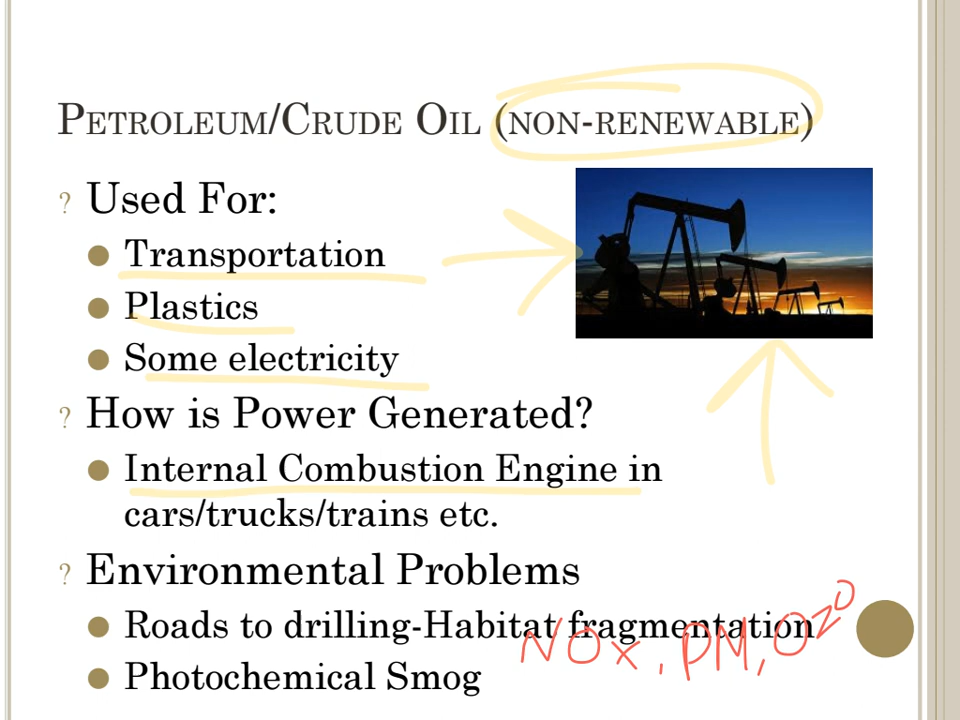 PETROLEUM/CRUDE OIL (NON-RENEWABLE)
? Used For:
● Transportation
● Plastics
● Some electricity
? How is Power Generated?
● Internal Combustion Engine in
cars/trucks/trains etc.
? Environmental Problems
● Roads to drilling-Habitat fragmentation
● Photochemical Smog
NOx, PM, OZO